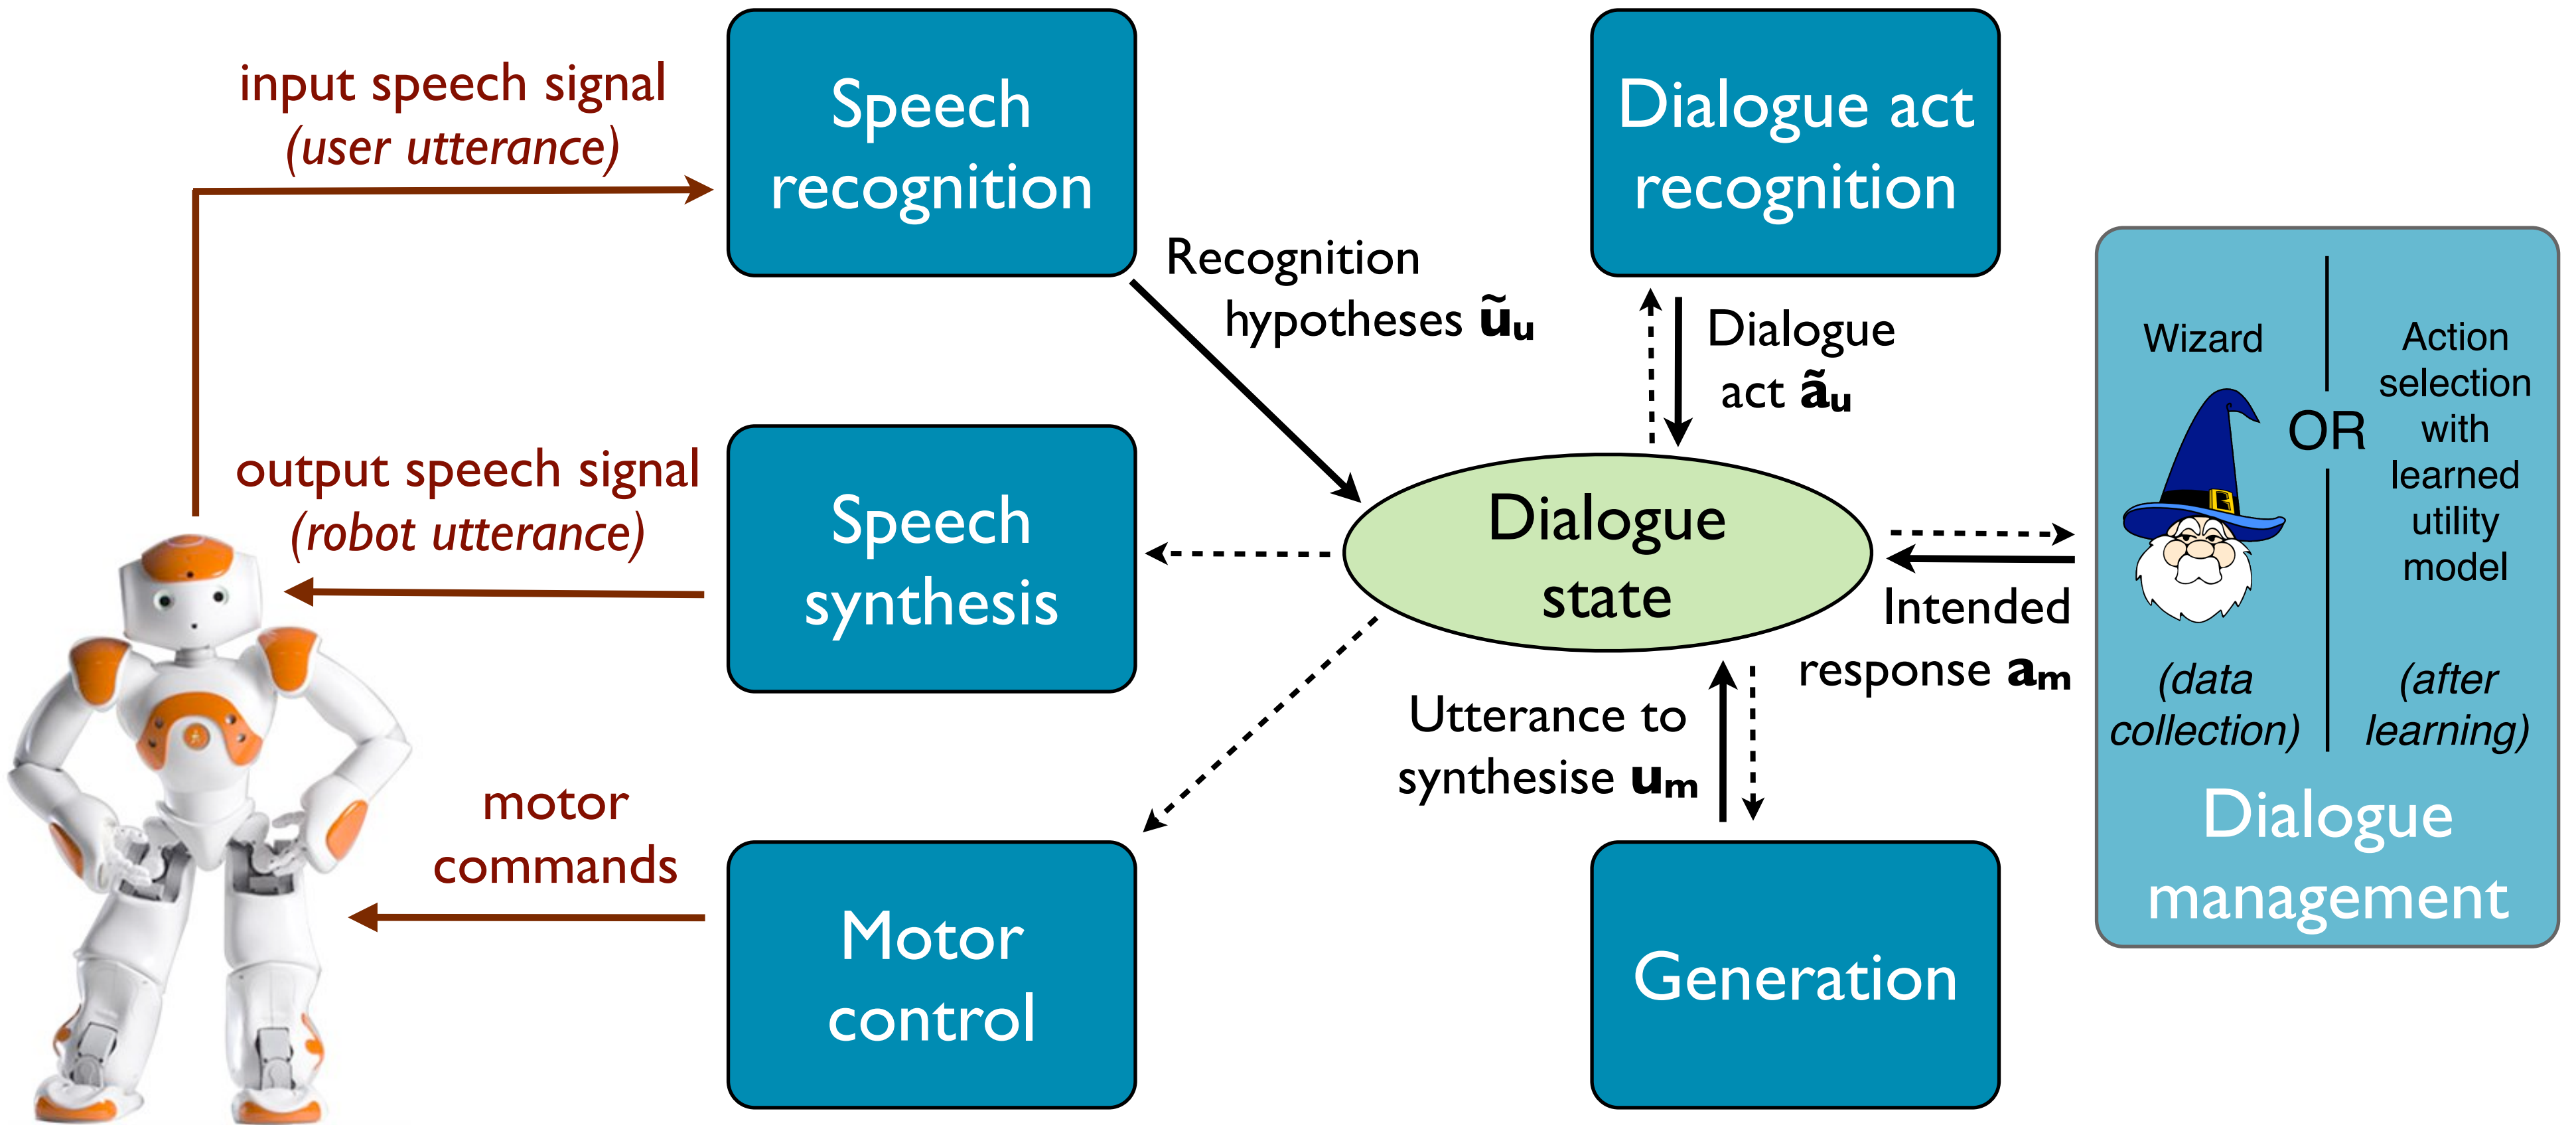 input speech signal
(user utterance)
Speech
recognition
Dialogue act
recognition
Recognition
hypotheses ũu
Dialogue
act ãu
output speech signal
(robot utterance)
Speech
synthesis
Dialogue
state
Intended
response am
Utterance to
synthesise um
motor
commands
Motor
control
Generation
Wizard
OR
Action
selection
with
learned
utility
model
(data
collection)
(after
learning)
Dialogue
management